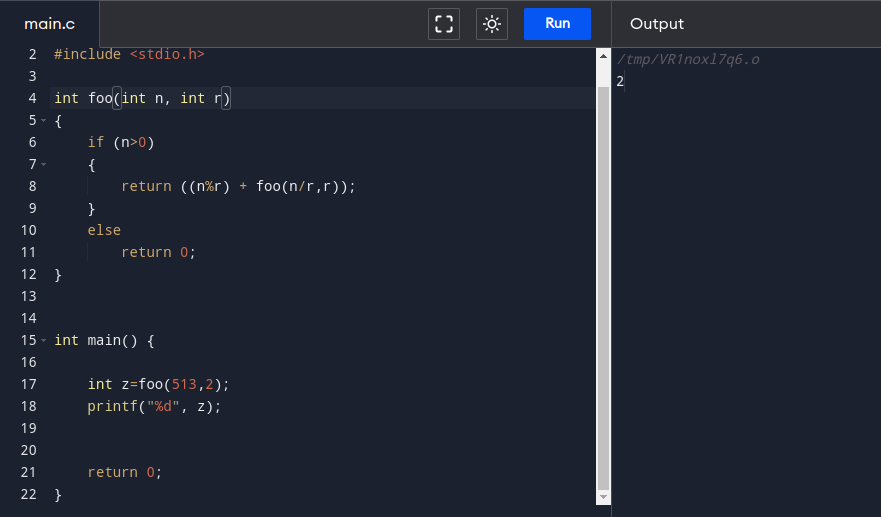 main.c Run Output
2 #include <stdio.h>
/tmp/VR1noxl7q6.o
3
2
4 int foo(int n, int r)
5 {
6 if (n>0)
7 {
8 return ((n%r) + foo(n/r,r));
9 }
10 else
11 return 0;
12 }
13
14
15 int main() {
16
17 int z=foo(513,2);
18 printf("%d", z);
19
20
21 return 0;
22 }